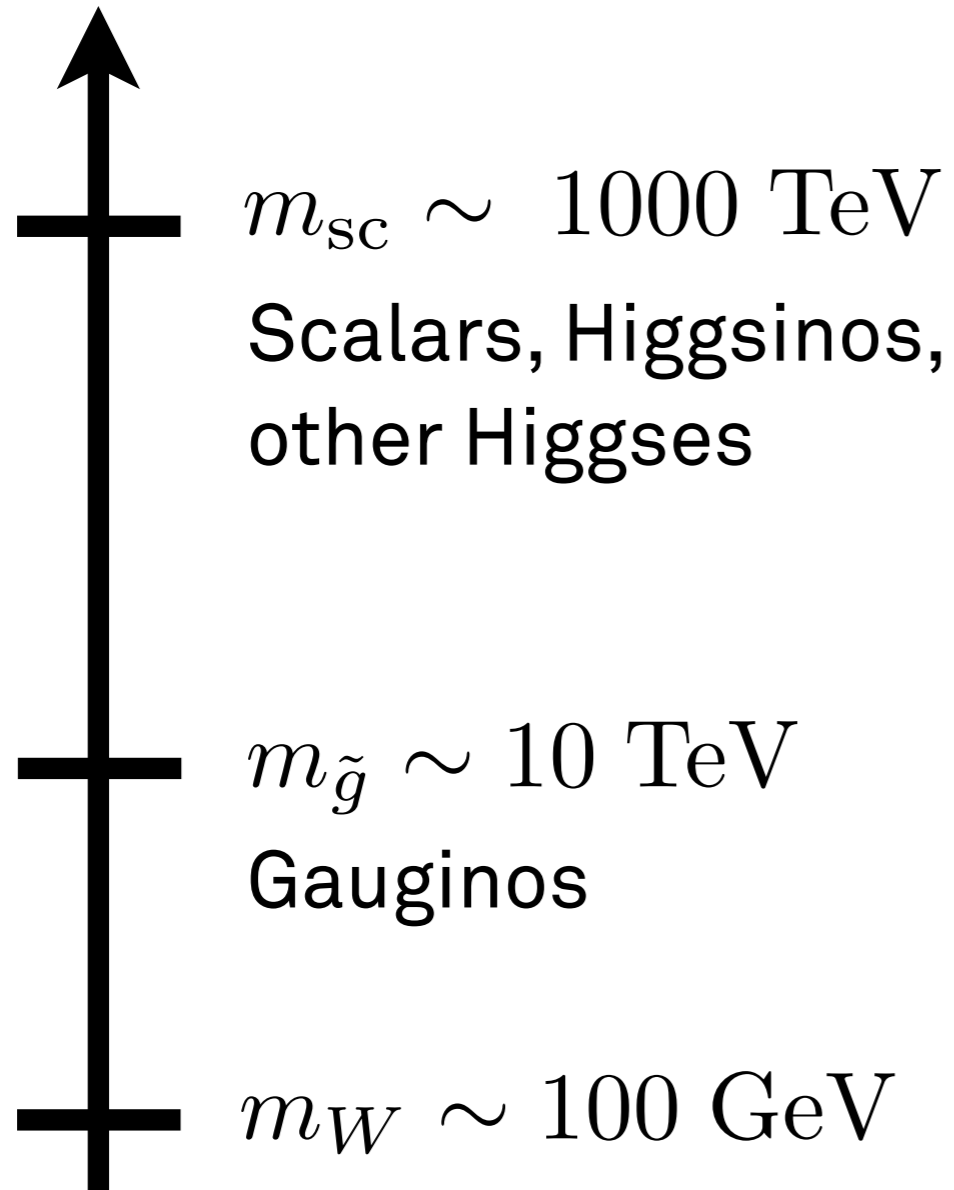 m_sc ∼ 1000 TeV
Scalars, Higgsinos,
other Higgses
m_g̃ ∼ 10 TeV
Gauginos
m_W ∼ 100 GeV